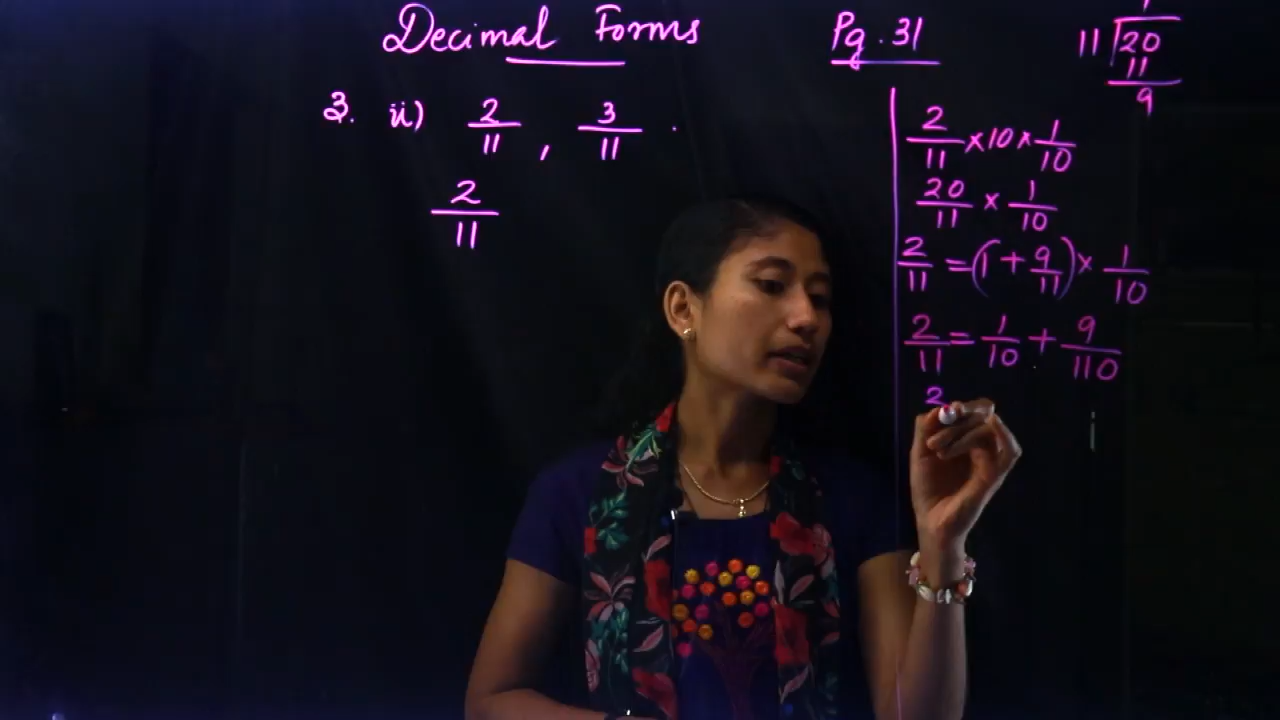 Decimal Forms Pg. 31
3. ii) 2/11 , 3/11 .
2/11
1
11 20
11
9
2/11 × 10 × 1/10
20/11 × 1/10
2/11 = (1 + 9/11) × 1/10
2/11 = 1/10 + 9/110
2